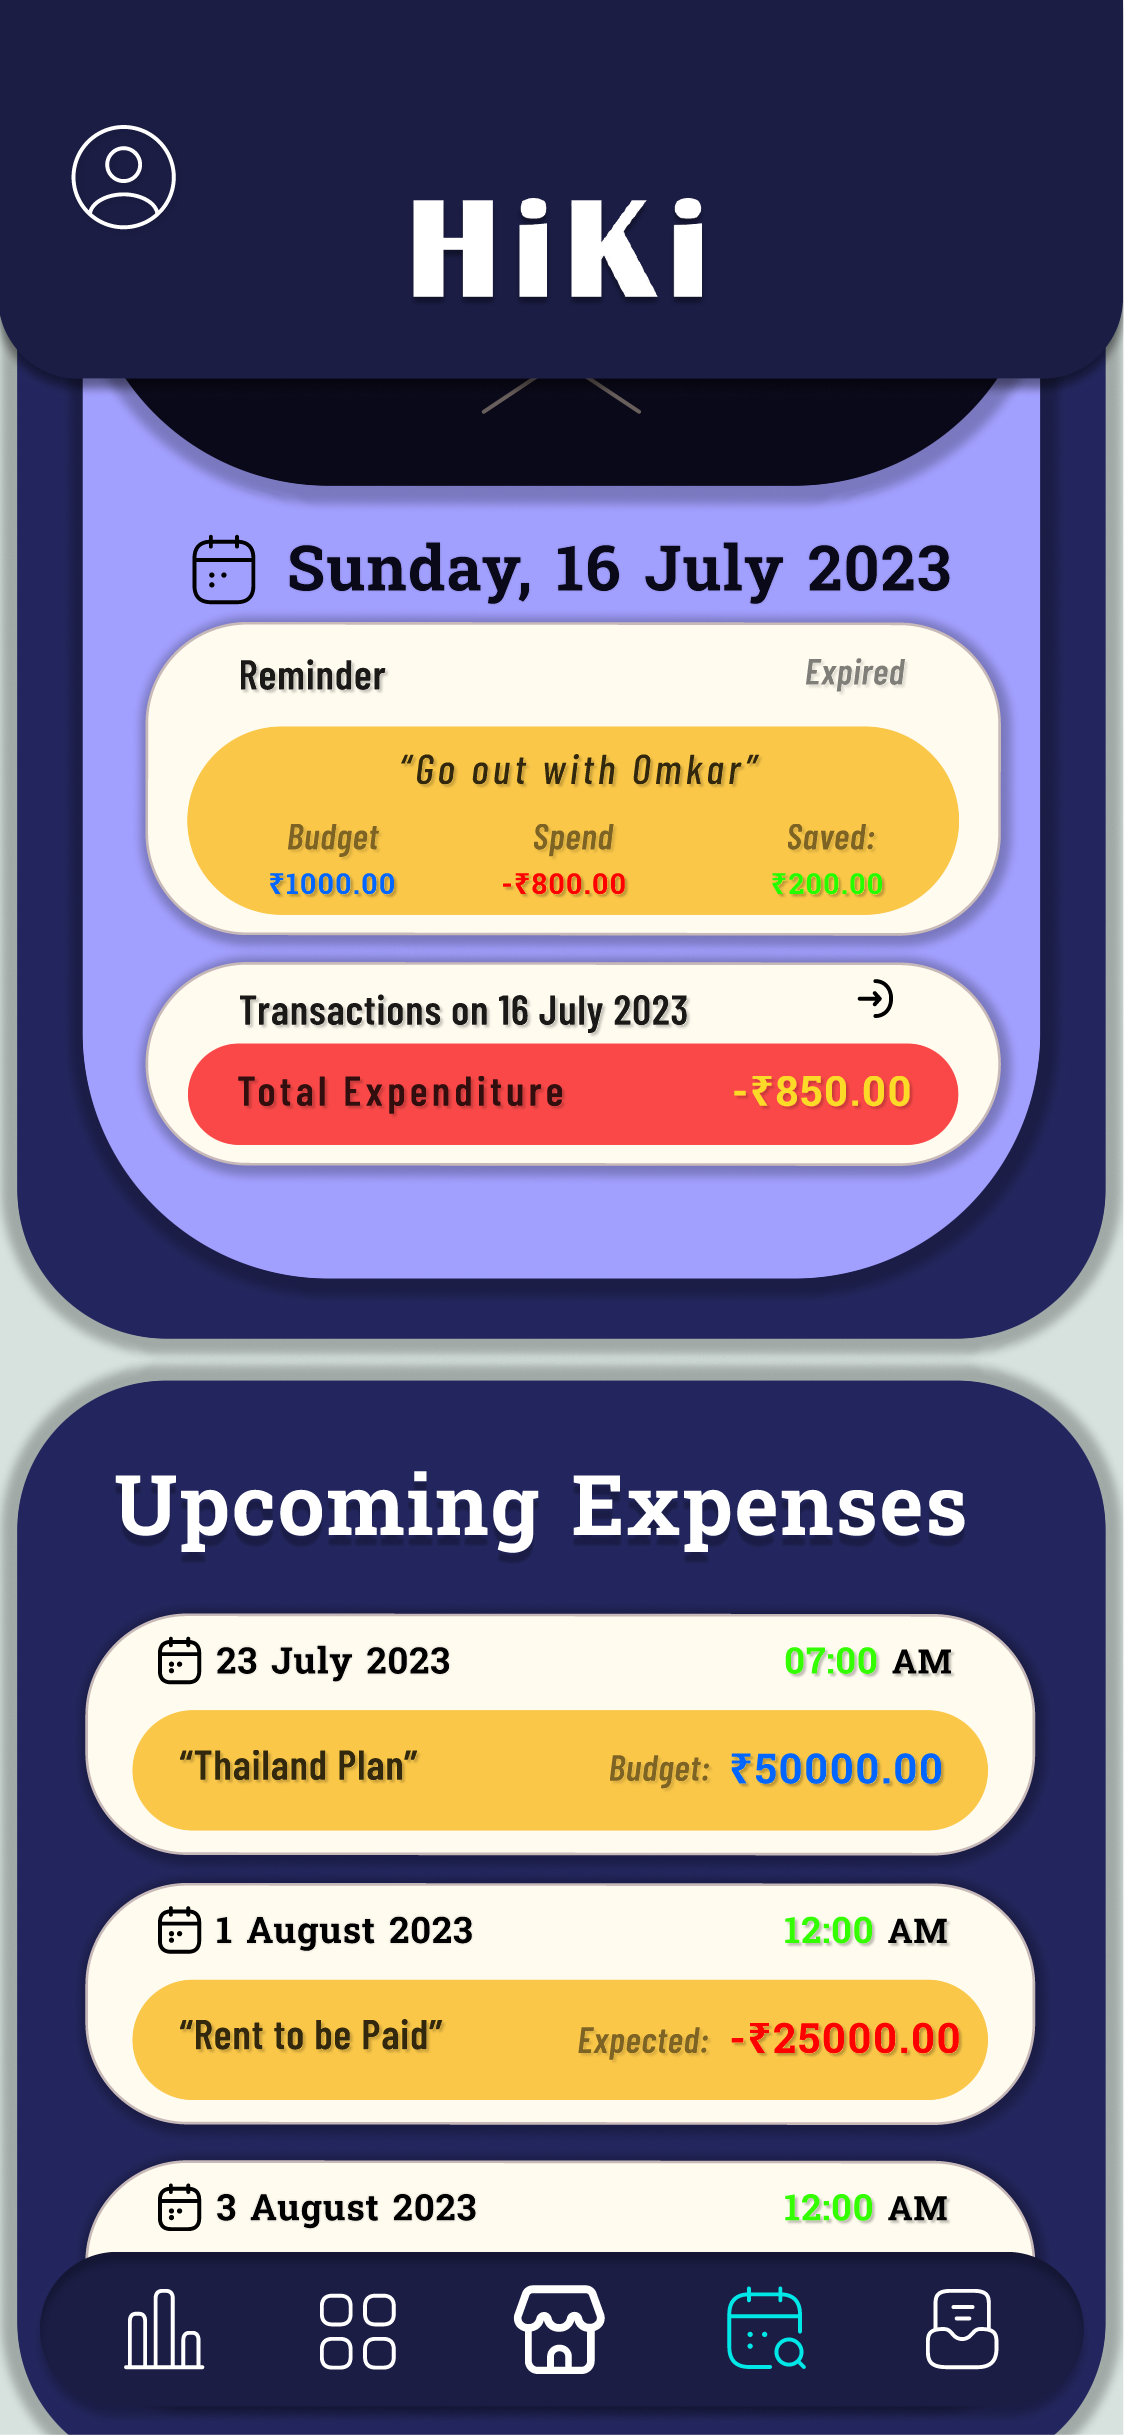 HiKi
Sunday, 16 July 2023
Reminder
Expired
“Go out with Omkar”
Budget
Spend
Saved:
₹1000.00
-₹800.00
₹200.00
Transactions on 16 July 2023
Total Expenditure
-₹850.00
Upcoming Expenses
23 July 2023
07:00 AM
“Thailand Plan”
Budget: ₹50000.00
1 August 2023
12:00 AM
“Rent to be Paid”
Expected: -₹25000.00
3 August 2023
12:00 AM